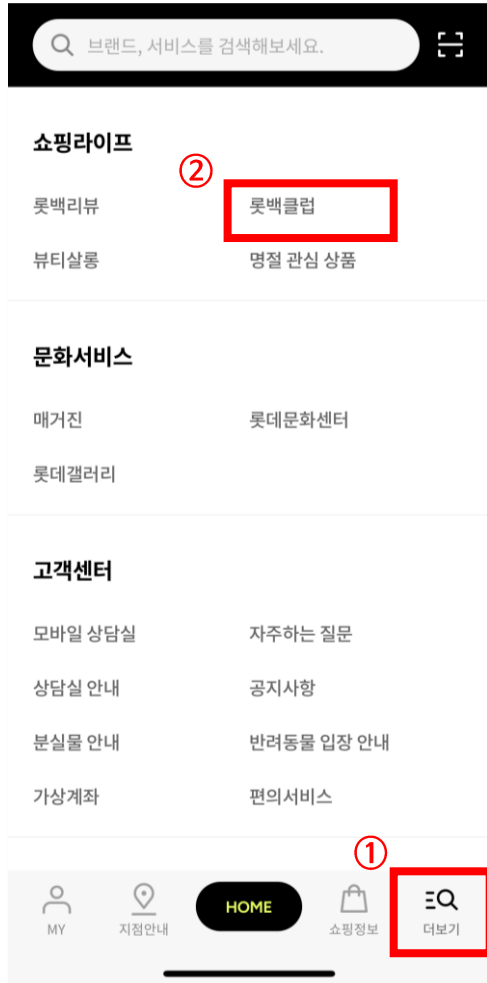 브랜드, 서비스를 검색해보세요.
쇼핑라이프
②
롯백리뷰 롯백클럽
뷰티살롱 명절 관심 상품
문화서비스
매거진 롯데문화센터
롯데갤러리
고객센터
모바일 상담실 자주하는 질문
상담실 안내 공지사항
분실물 안내 반려동물 입장 안내
가상계좌 편의서비스
①
MY 지점안내 HOME 쇼핑정보 더보기